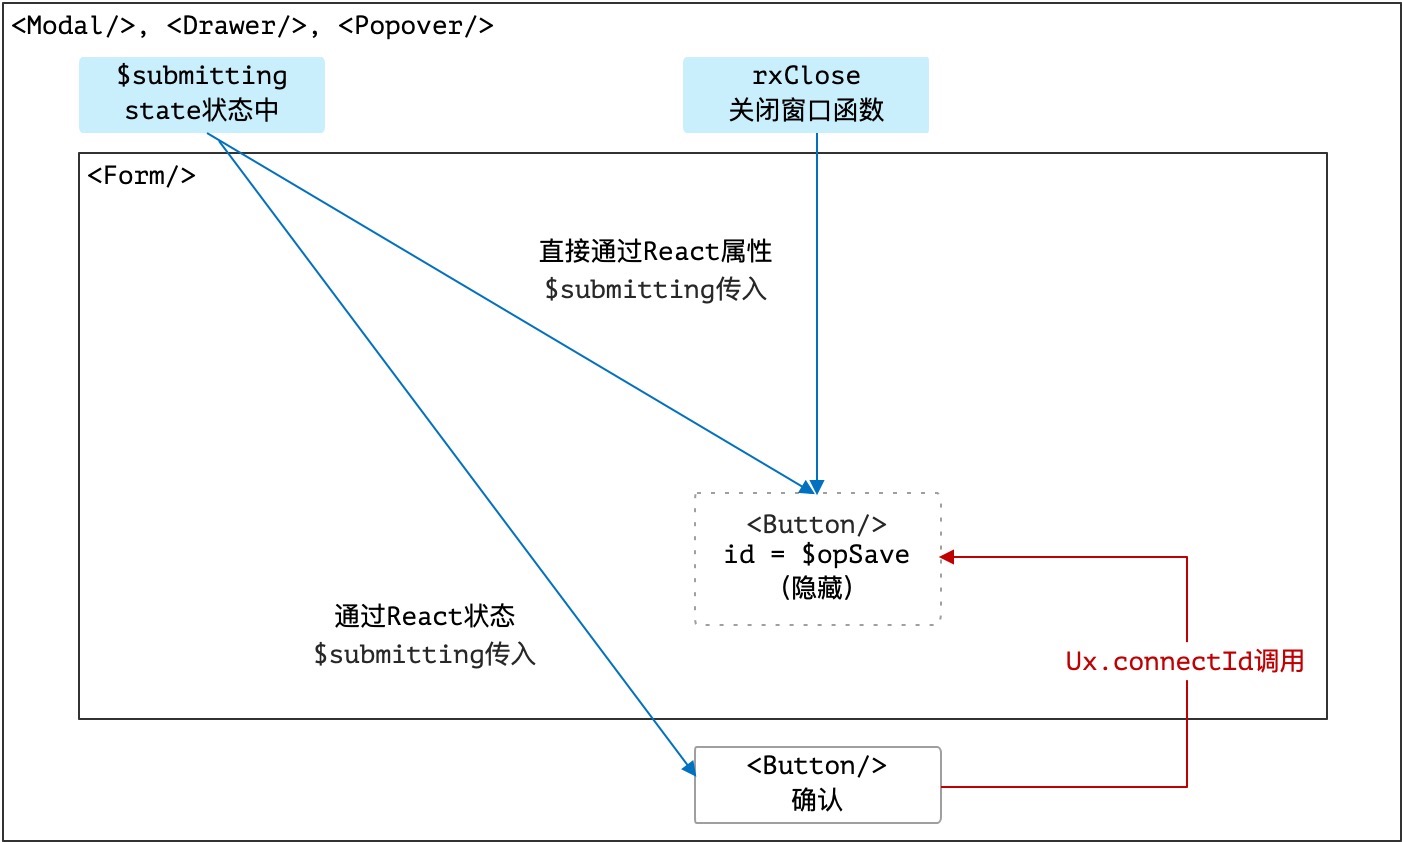 <Modal/>, <Drawer/>, <Popover/>
$submitting
state状态中
rxClose
关闭窗口函数
<Form/>
直接通过React属性
$submitting传入
<Button/>
id = $opSave
(隐藏)
通过React状态
$submitting传入
Ux.connectId调用
<Button/>
确认